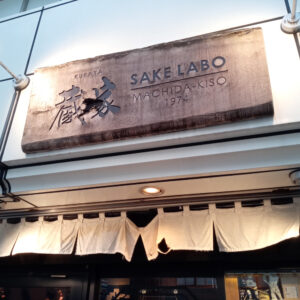 KURAYA
蔵家
SAKE LABO
MACHIDA-KISO
1974